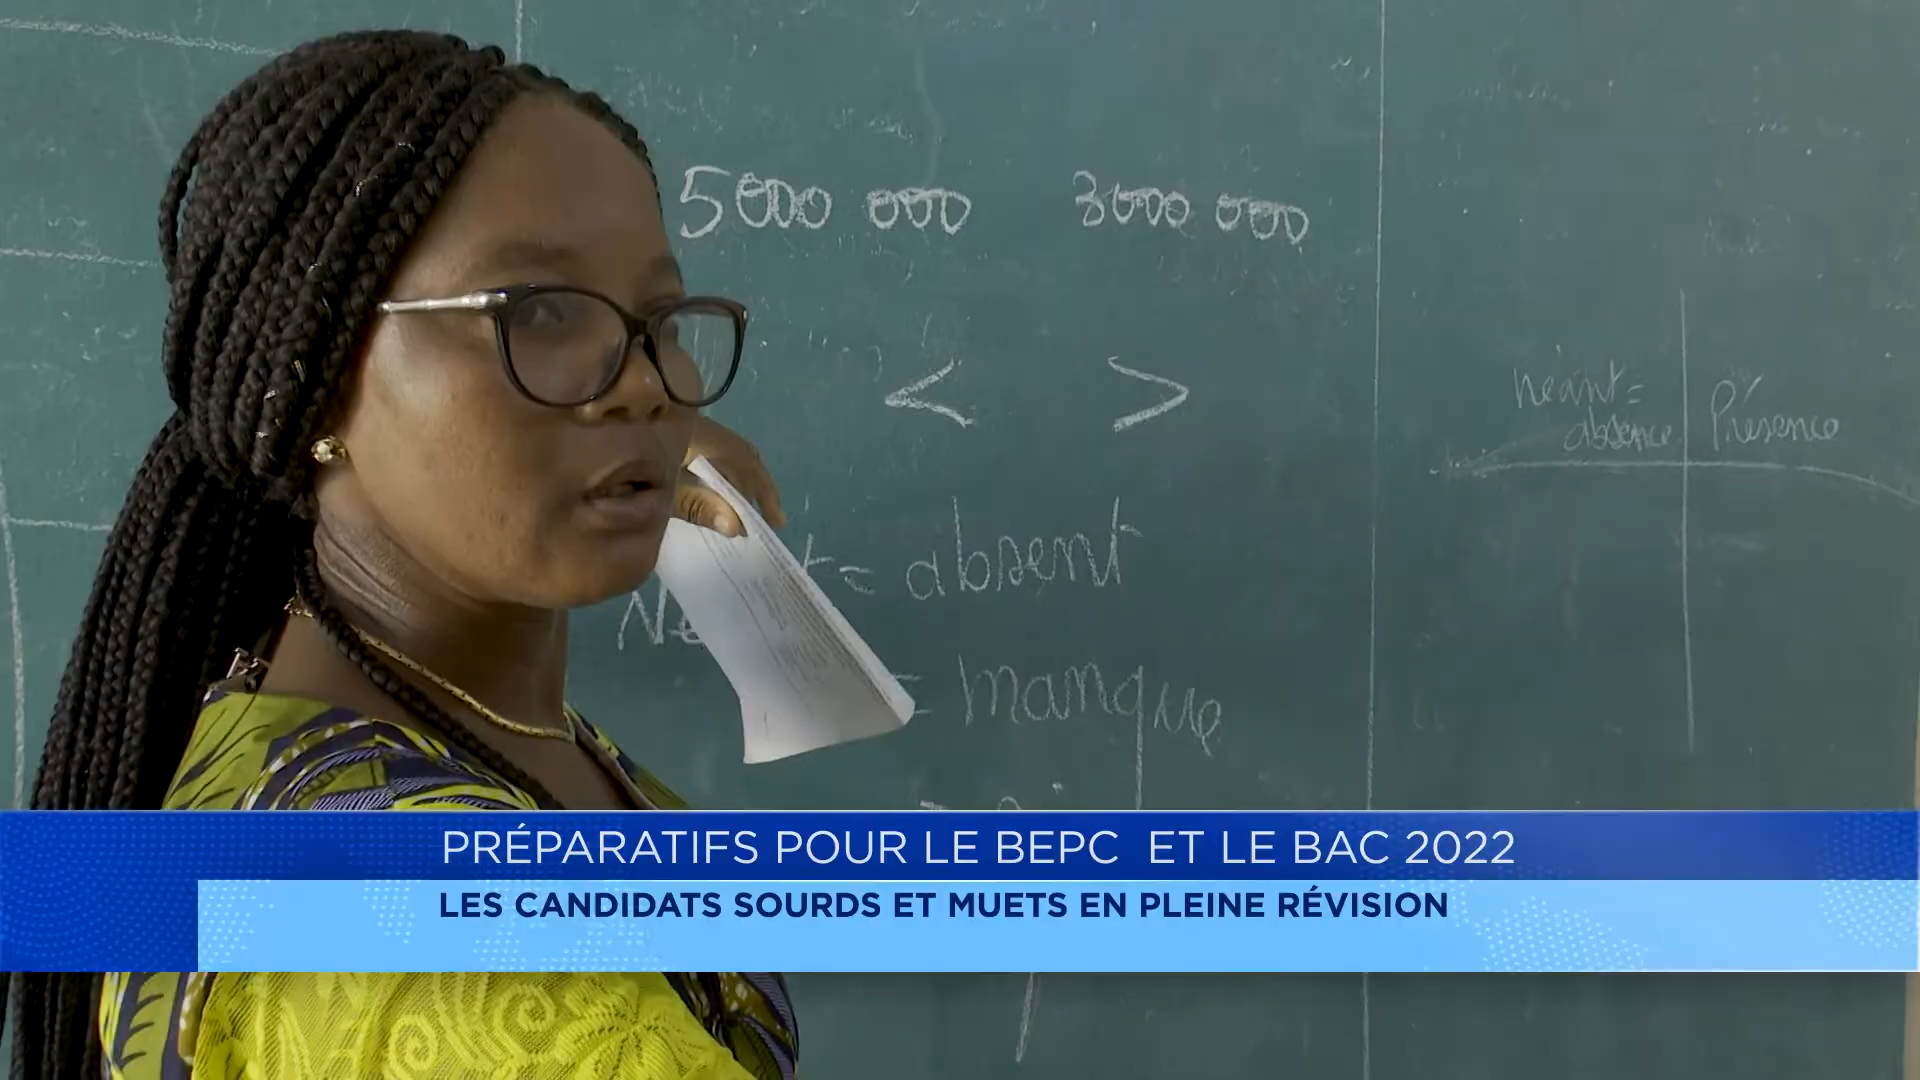 5000 000 3000 000
< >
néant =
absence Présence
= absent
= manque
PRÉPARATIFS POUR LE BEPC ET LE BAC 2022
LES CANDIDATS SOURDS ET MUETS EN PLEINE RÉVISION